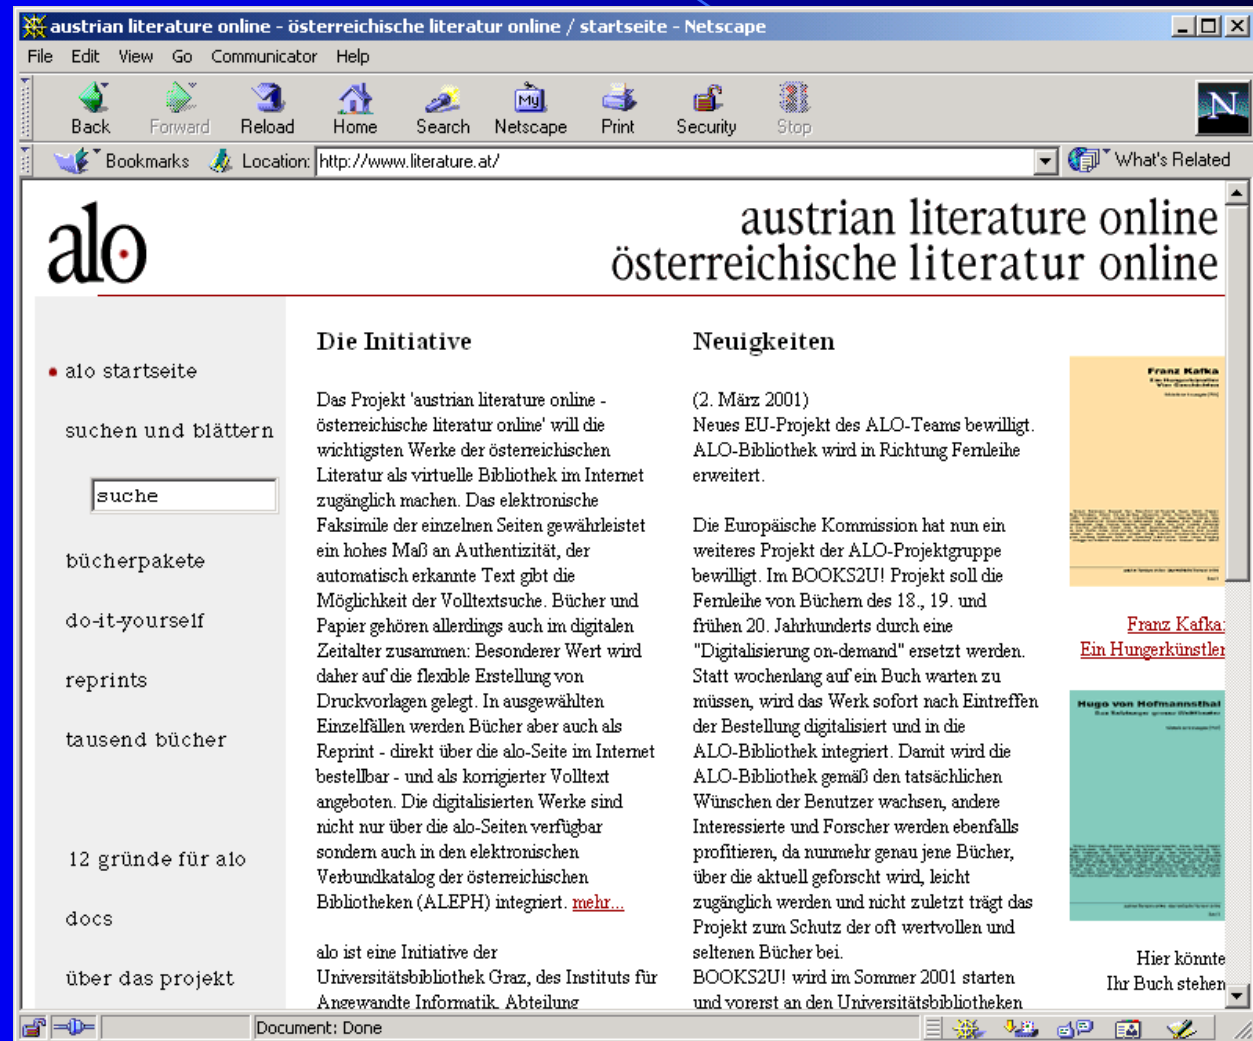 austrian literature online - österreichische literatur online / startseite - Netscape
File Edit View Go Communicator Help
Back Forward Reload Home Search Netscape Print Security Stop
My
N
Bookmarks Location: http://www.literature.at/ What's Related
alo
austrian literature online
österreichische literatur online
alo startseite
suchen und blättern
suche
bücherpakete
do-it-yourself
reprints
tausend bücher
12 gründe für alo
docs
über das projekt
Die Initiative
Das Projekt 'austrian literature online -
österreichische literatur online' will die
wichtigsten Werke der österreichischen
Literatur als virtuelle Bibliothek im Internet
zugänglich machen. Das elektronische
Faksimile der einzelnen Seiten gewährleistet
ein hohes Maß an Authentizität, der
automatisch erkannte Text gibt die
Möglichkeit der Volltextsuche. Bücher und
Papier gehören allerdings auch im digitalen
Zeitalter zusammen: Besonderer Wert wird
daher auf die flexible Erstellung von
Druckvorlagen gelegt. In ausgewählten
Einzelfällen werden Bücher aber auch als
Reprint - direkt über die alo-Seite im Internet
bestellbar - und als korrigierter Volltext
angeboten. Die digitalisierten Werke sind
nicht nur über die alo-Seiten verfügbar
sondern auch in den elektronischen
Verbundkatalog der österreichischen
Bibliotheken (ALEPH) integriert. mehr...
alo ist eine Initiative der
Universitätsbibliothek Graz, des Instituts für
Angewandte Informatik, Abteilung
Neuigkeiten
(2. März 2001)
Neues EU-Projekt des ALO-Teams bewilligt.
ALO-Bibliothek wird in Richtung Fernleihe
erweitert.
Die Europäische Kommission hat nun ein
weiteres Projekt der ALO-Projektgruppe
bewilligt. Im BOOKS2U! Projekt soll die
Fernleihe von Büchern des 18., 19. und
frühen 20. Jahrhunderts durch eine
"Digitalisierung on-demand" ersetzt werden.
Statt wochenlang auf ein Buch warten zu
müssen, wird das Werk sofort nach Eintreffen
der Bestellung digitalisiert und in die
ALO-Bibliothek integriert. Damit wird die
ALO-Bibliothek gemäß den tatsächlichen
Wünschen der Benutzer wachsen, andere
Interessierte und Forscher werden ebenfalls
profitieren, da nunmehr genau jene Bücher,
über die aktuell geforscht wird, leicht
zugänglich werden und nicht zuletzt trägt das
Projekt zum Schutz der oft wertvollen und
seltenen Bücher bei.
BOOKS2U! wird im Sommer 2001 starten
und vorerst an den Universitätsbibliotheken
Franz Kafka
Ein Hungerkünstler
Vier Geschichten
Franz Kafka:
Ein Hungerkünstler
Hugo von Hofmannsthal
Das Salzburger grosse Welttheater
Hier könnte
Ihr Buch stehen
Document: Done